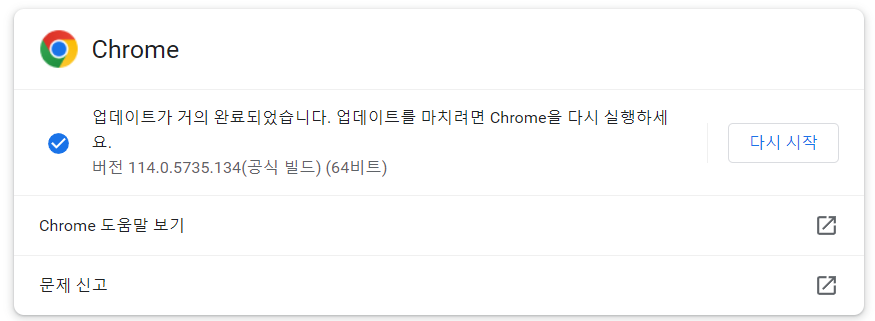 Chrome
업데이트가 거의 완료되었습니다. 업데이트를 마치려면 Chrome을 다시 실행하세
요.
버전 114.0.5735.134(공식 빌드) (64비트)
다시 시작
Chrome 도움말 보기
문제 신고